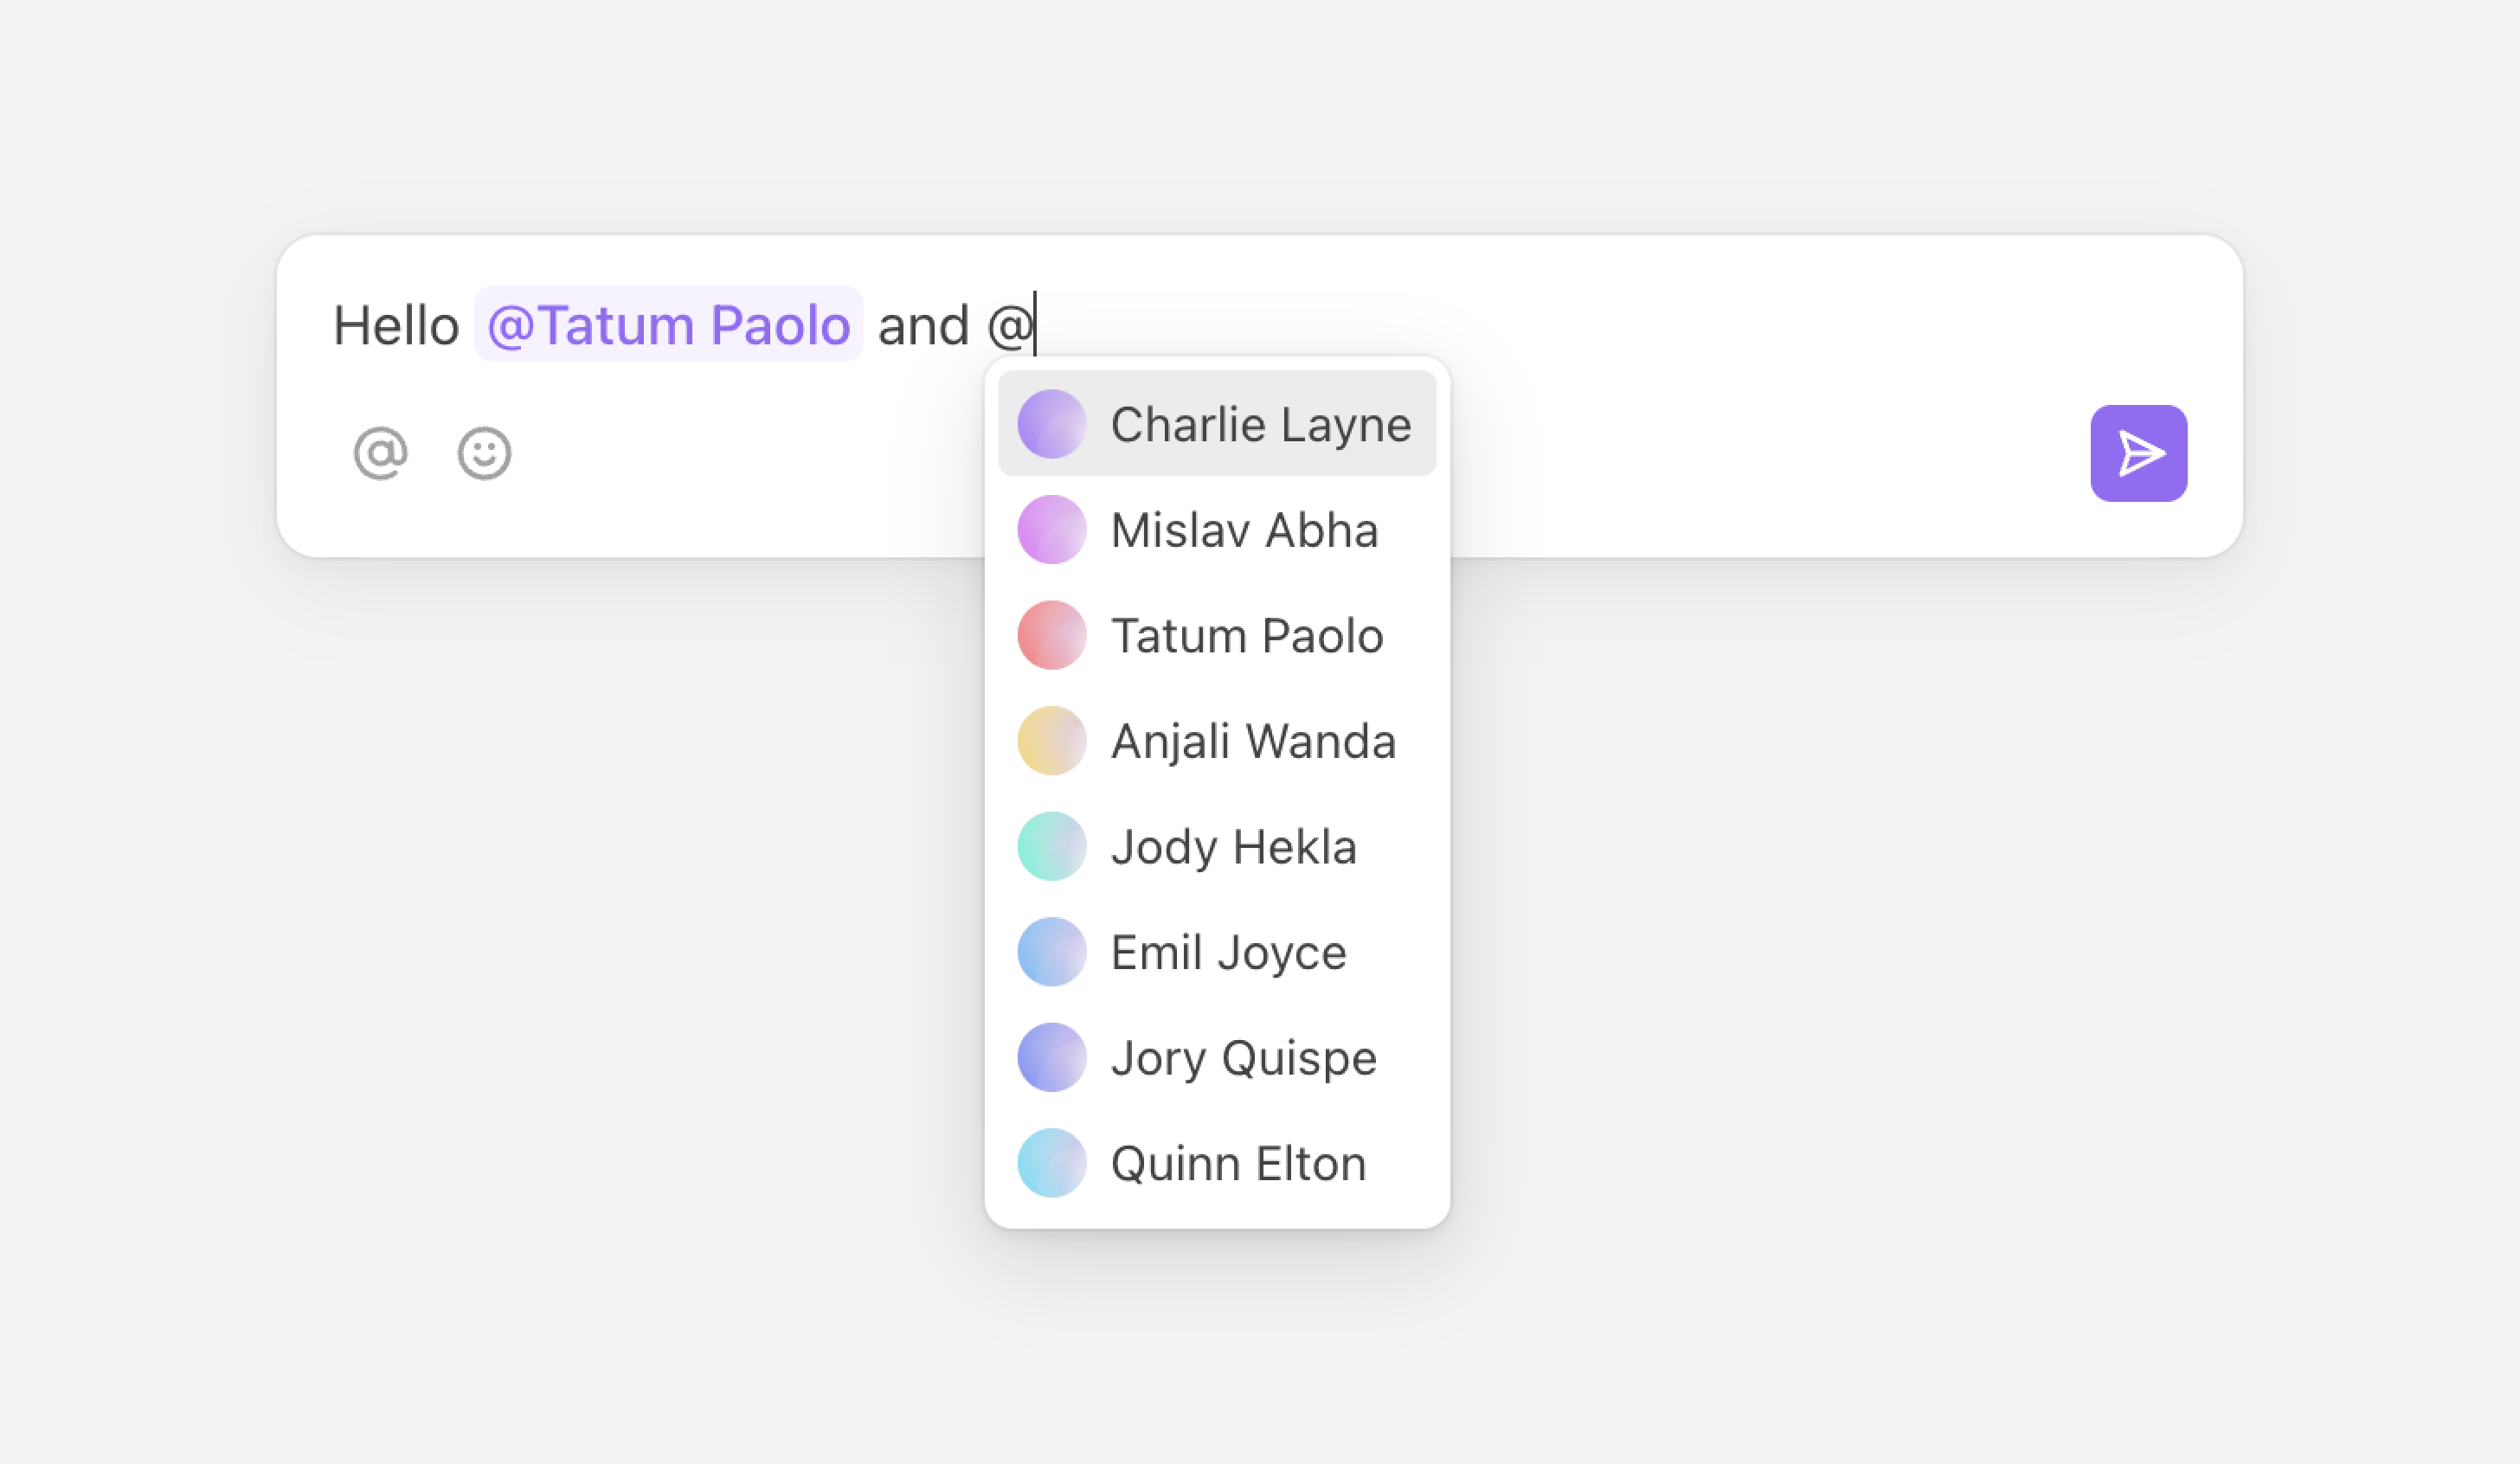 Hello @Tatum Paolo and @
Charlie Layne
Mislav Abha
Tatum Paolo
Anjali Wanda
Jody Hekla
Emil Joyce
Jory Quispe
Quinn Elton